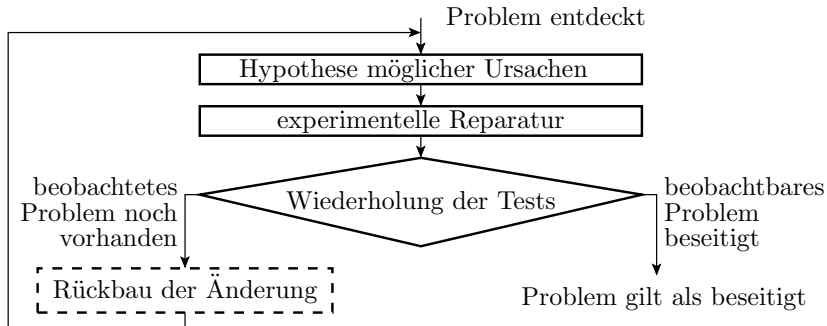 Problem entdeckt
Hypothese möglicher Ursachen
experimentelle Reparatur
Wiederholung der Tests
beobachtetes
Problem noch
vorhanden
beobachtbares
Problem
beseitigt
Rückbau der Änderung
Problem gilt als beseitigt